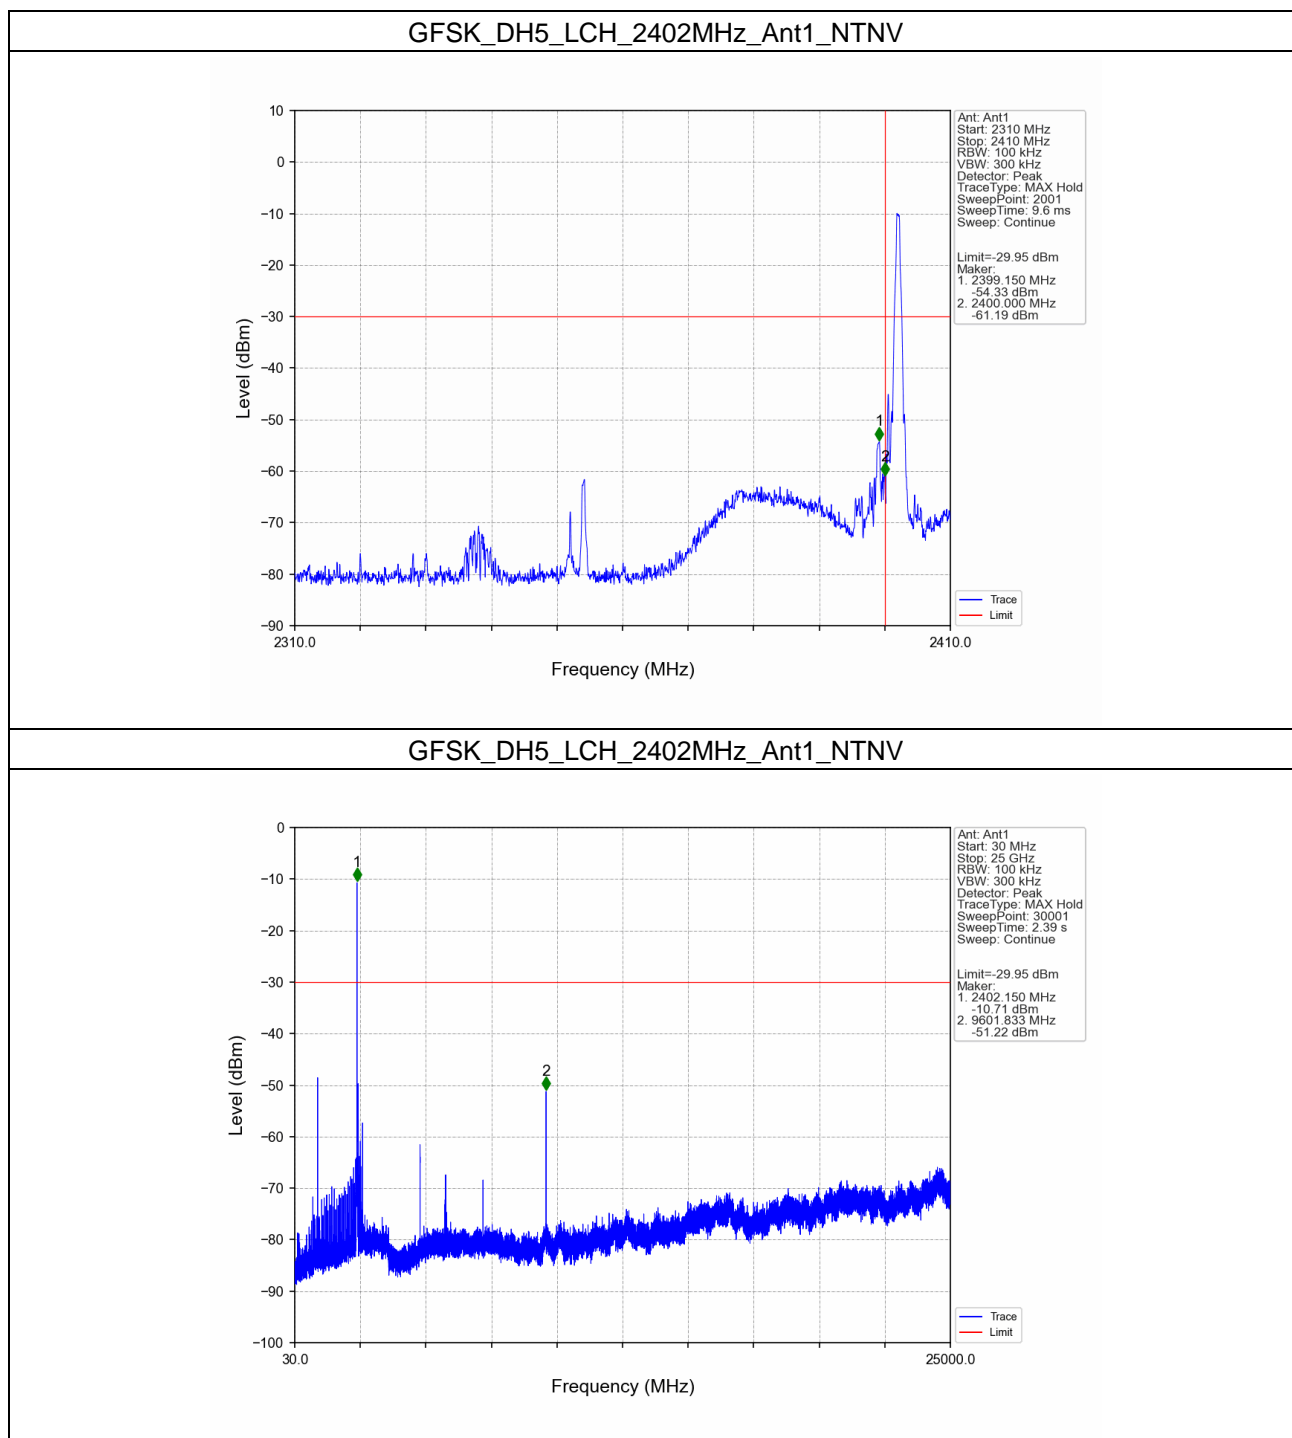 GFSK_DH5_LCH_2402MHz_Ant1_NTNV
10
0
−10
−20
−30
−40
−50
−60
−70
−80
−90
Level (dBm)
2310.0
2410.0
Frequency (MHz)
1
2
Ant: Ant1
Start: 2310 MHz
Stop: 2410 MHz
RBW: 100 kHz
VBW: 300 kHz
Detector: Peak
TraceType: MAX Hold
SweepPoint: 2001
SweepTime: 9.6 ms
Sweep: Continue
Limit=-29.95 dBm
Maker:
1. 2399.150 MHz
-54.33 dBm
2. 2400.000 MHz
-61.19 dBm
Trace
Limit
GFSK_DH5_LCH_2402MHz_Ant1_NTNV
0
−10
−20
−30
−40
−50
−60
−70
−80
−90
−100
Level (dBm)
30.0
25000.0
Frequency (MHz)
1
2
Ant: Ant1
Start: 30 MHz
Stop: 25 GHz
RBW: 100 kHz
VBW: 300 kHz
Detector: Peak
TraceType: MAX Hold
SweepPoint: 30001
SweepTime: 2.39 s
Sweep: Continue
Limit=-29.95 dBm
Maker:
1. 2402.150 MHz
-10.71 dBm
2. 9601.833 MHz
-51.22 dBm
Trace
Limit